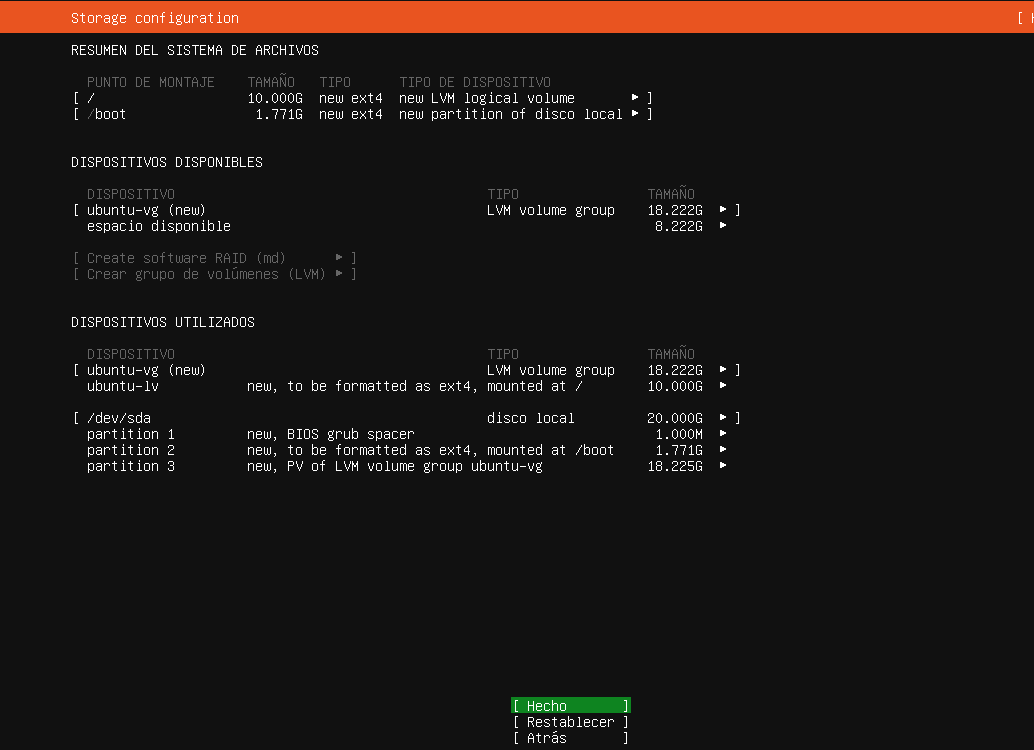 Storage configuration [ H
RESUMEN DEL SISTEMA DE ARCHIVOS
PUNTO DE MONTAJE TAMAÑO TIPO TIPO DE DISPOSITIVO
[ / 10.000G new ext4 new LVM logical volume ▸ ]
[ /boot 1.771G new ext4 new partition of disco local ▸ ]
DISPOSITIVOS DISPONIBLES
DISPOSITIVO TIPO TAMAÑO
[ ubuntu-vg (new) LVM volume group 18.222G ▸ ]
espacio disponible 8.222G ▸
[ Create software RAID (md) ▸ ]
[ Crear grupo de volúmenes (LVM) ▸ ]
DISPOSITIVOS UTILIZADOS
DISPOSITIVO TIPO TAMAÑO
[ ubuntu-vg (new) LVM volume group 18.222G ▸ ]
ubuntu-lv new, to be formatted as ext4, mounted at / 10.000G ▸
[ /dev/sda disco local 20.000G ▸ ]
partition 1 new, BIOS grub spacer 1.000M ▸
partition 2 new, to be formatted as ext4, mounted at /boot 1.771G ▸
partition 3 new, PV of LVM volume group ubuntu-vg 18.225G ▸
[ Hecho ]
[ Restablecer ]
[ Atrás ]